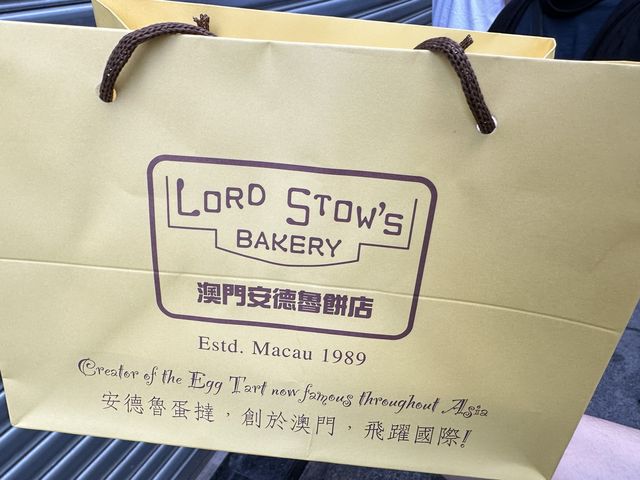 LORD STOW'S
BAKERY
澳門安德魯餅店
Estd. Macau 1989
Creator of the Egg Tart now famous throughout Asia
安德魯蛋撻，創於澳門，飛躍國際!